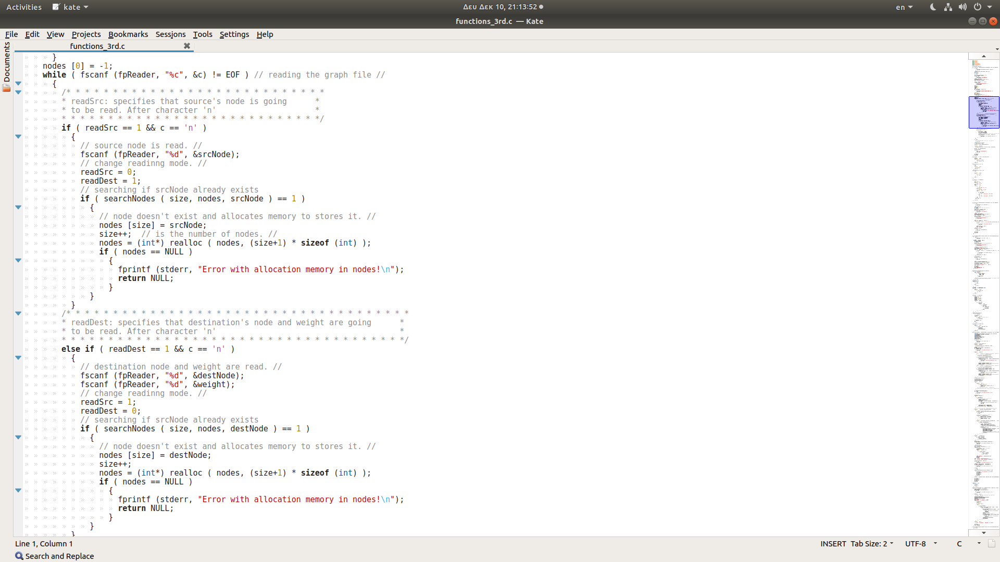 Activities kate Δευ Δεκ 10, 21:13:52 en
functions_3rd.c — Kate
File Edit View Projects Bookmarks Sessions Tools Settings Help
Documents
functions_3rd.c
}
nodes [0] = -1;
while ( fscanf (fpReader, "%c", &c) != EOF ) // reading the graph file //
{
/* * * * * * * * * * * * * * * * * * * * * * * * * * * *
* readSrc: specifies that source's node is going *
* to be read. After character 'n' *
* * * * * * * * * * * * * * * * * * * * * * * * * * * */
if ( readSrc == 1 && c == 'n' )
{
// source node is read. //
fscanf (fpReader, "%d", &srcNode);
// change readinng mode. //
readSrc = 0;
readDest = 1;
// searching if srcNode already exists
if ( searchNodes ( size, nodes, srcNode ) == 1 )
{
// node doesn't exist and allocates memory to stores it. //
nodes [size] = srcNode;
size++;  // is the number of nodes. //
nodes = (int*) realloc ( nodes, (size+1) * sizeof (int) );
if ( nodes == NULL )
{
fprintf (stderr, "Error with allocation memory in nodes!\n");
return NULL;
}
}
}
/* * * * * * * * * * * * * * * * * * * * * * * * * * * * * * * * * * * * *
* readDest: specifies that destination's node and weight are going *
* to be read. After character 'n' *
* * * * * * * * * * * * * * * * * * * * * * * * * * * * * * * * * * * * */
else if ( readDest == 1 && c == 'n' )
{
// destination node and weight are read. //
fscanf (fpReader, "%d", &destNode);
fscanf (fpReader, "%d", &weight);
// change readinng mode. //
readSrc = 1;
readDest = 0;
// searching if srcNode already exists
if ( searchNodes ( size, nodes, destNode ) == 1 )
{
// node doesn't exist and allocates memory to stores it. //
nodes [size] = destNode;
size++;
nodes = (int*) realloc ( nodes, (size+1) * sizeof (int) );
if ( nodes == NULL )
{
fprintf (stderr, "Error with allocation memory in nodes!\n");
return NULL;
}
}
}
Line 1, Column 1 INSERT Tab Size: 2 UTF-8 C
Search and Replace